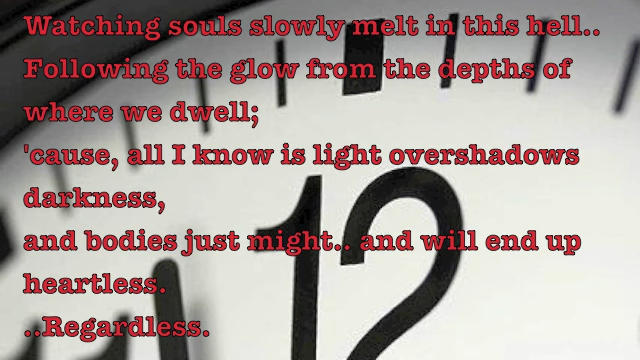 Watching souls slowly melt in this hell..
Following the glow from the depths of
where we dwell;
'cause, all I know is light overshadows
darkness,
and bodies just might.. and will end up
heartless.
..Regardless.
12